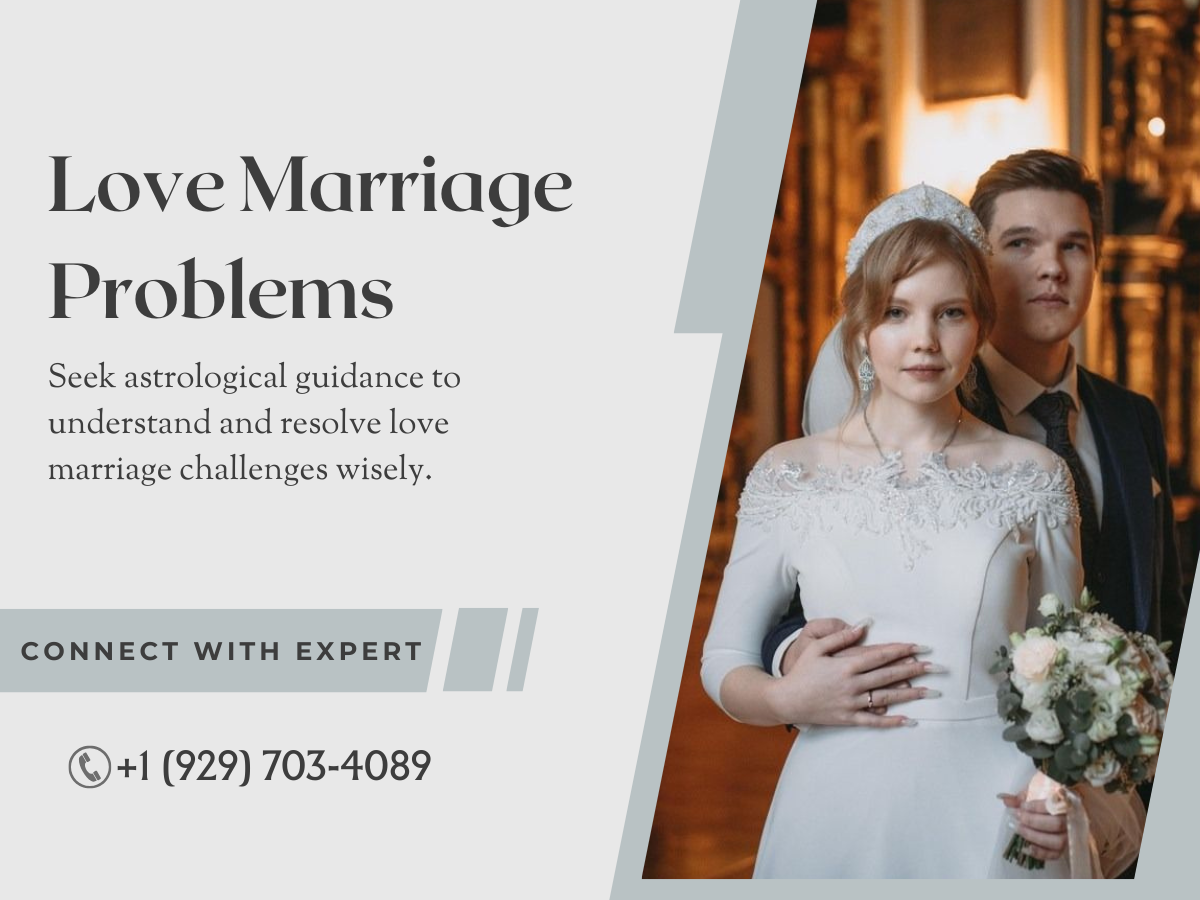 Love Marriage
Problems
Seek astrological guidance to
understand and resolve love
marriage challenges wisely.
CONNECT WITH EXPERT
+1 (929) 703-4089